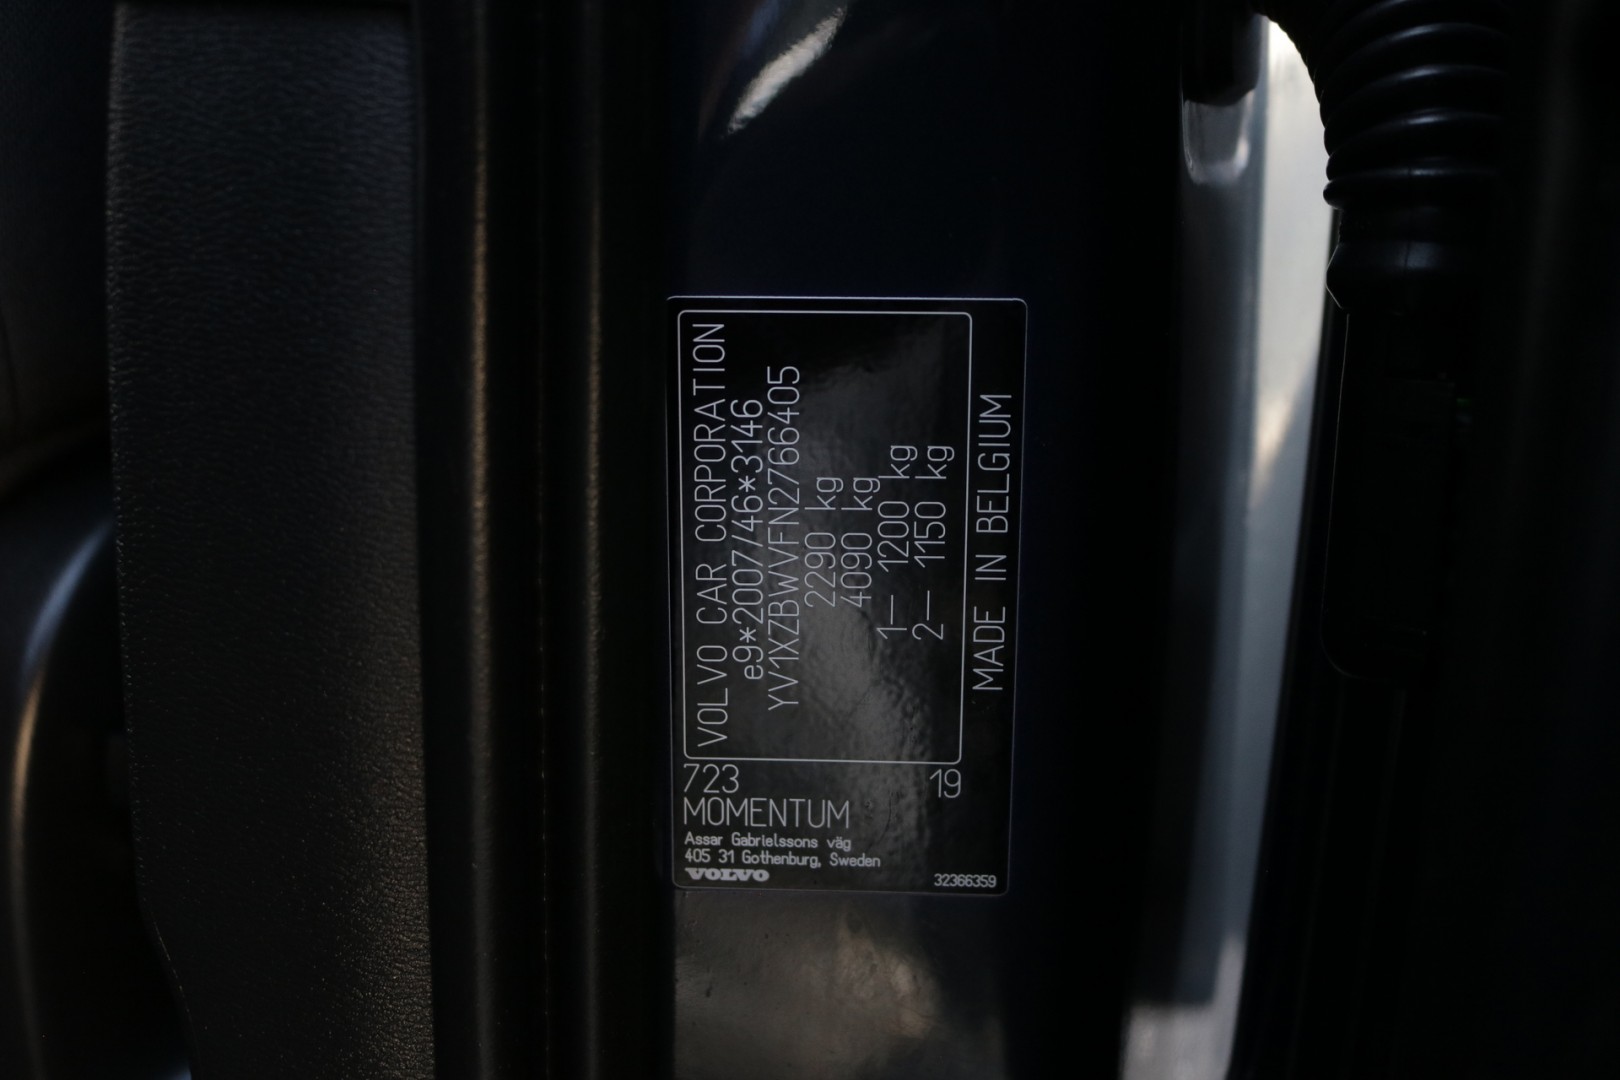 VOLVO CAR CORPORATION
e9*2007/46*3146
YV1XZBWVFN2766405
2290 kg
4090 kg
1— 1200 kg
2— 1150 kg
MADE IN BELGIUM
723 19
MOMENTUM
Assar Gabrielssons väg
405 31 Gothenburg, Sweden
VOLVO 32366359